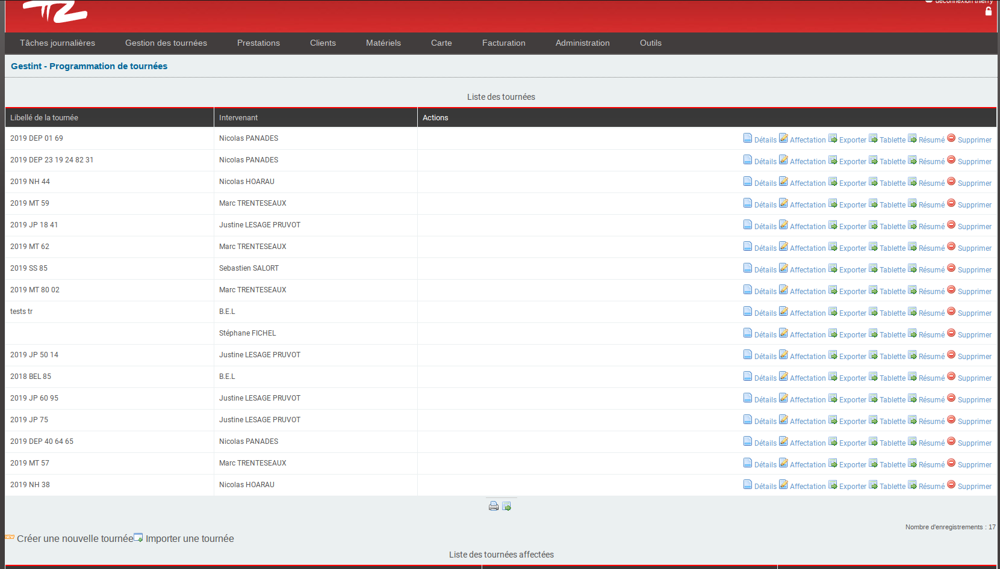 déconnexion thierry
Tâches journalières Gestion des tournées Prestations Clients Matériels Carte Facturation Administration Outils
Gestint - Programmation de tournées
Liste des tournées
Libellé de la tournée Intervenant Actions
2019 DEP 01 69 Nicolas PANADES Détails Affectation Exporter Tablette Résumé Supprimer
2019 DEP 23 19 24 82 31 Nicolas PANADES Détails Affectation Exporter Tablette Résumé Supprimer
2019 NH 44 Nicolas HOARAU Détails Affectation Exporter Tablette Résumé Supprimer
2019 MT 59 Marc TRENTESEAUX Détails Affectation Exporter Tablette Résumé Supprimer
2019 JP 18 41 Justine LESAGE PRUVOT Détails Affectation Exporter Tablette Résumé Supprimer
2019 MT 62 Marc TRENTESEAUX Détails Affectation Exporter Tablette Résumé Supprimer
2019 SS 85 Sebastien SALORT Détails Affectation Exporter Tablette Résumé Supprimer
2019 MT 80 02 Marc TRENTESEAUX Détails Affectation Exporter Tablette Résumé Supprimer
tests tr B.E.L Détails Affectation Exporter Tablette Résumé Supprimer
Stéphane FICHEL Détails Affectation Exporter Tablette Résumé Supprimer
2019 JP 50 14 Justine LESAGE PRUVOT Détails Affectation Exporter Tablette Résumé Supprimer
2018 BEL 85 B.E.L Détails Affectation Exporter Tablette Résumé Supprimer
2019 JP 60 95 Justine LESAGE PRUVOT Détails Affectation Exporter Tablette Résumé Supprimer
2019 JP 75 Justine LESAGE PRUVOT Détails Affectation Exporter Tablette Résumé Supprimer
2019 DEP 40 64 65 Nicolas PANADES Détails Affectation Exporter Tablette Résumé Supprimer
2019 MT 57 Marc TRENTESEAUX Détails Affectation Exporter Tablette Résumé Supprimer
2019 NH 38 Nicolas HOARAU Détails Affectation Exporter Tablette Résumé Supprimer
Nombre d'enregistrements : 17
NEW Créer une nouvelle tournée Importer une tournée
Liste des tournées affectées